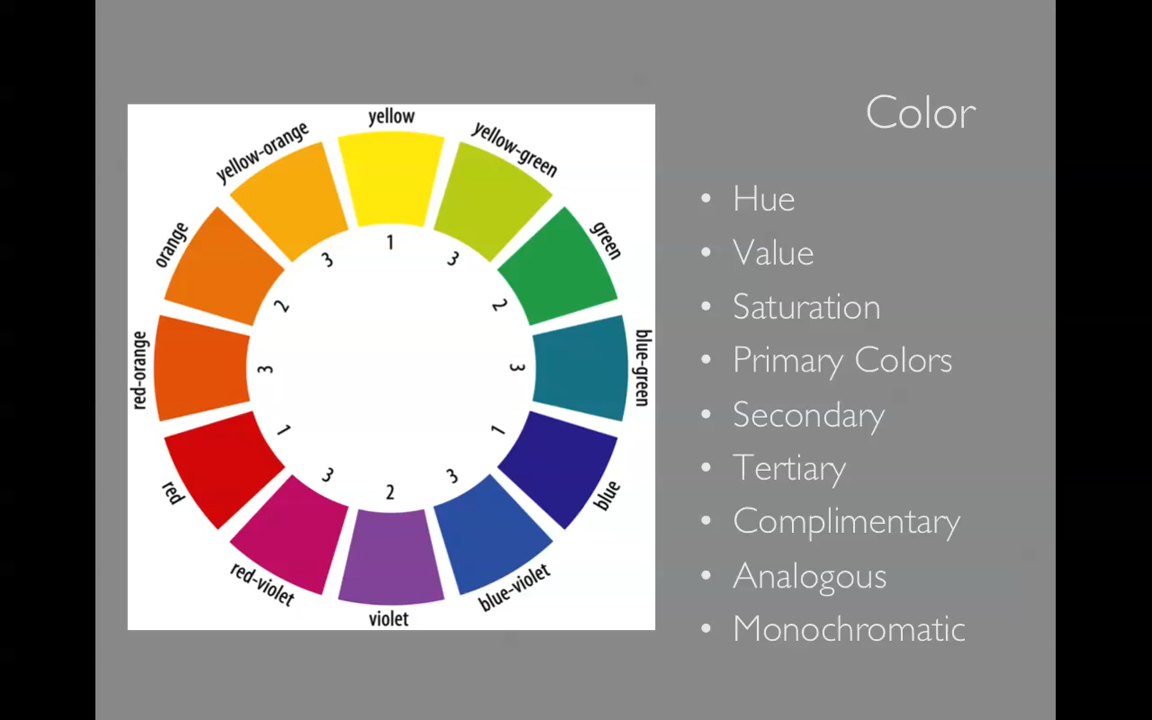 Color
yellow
yellow-green
green
blue-green
blue
blue-violet
violet
red-violet
red
red-orange
orange
yellow-orange
1
3
2
3
1
3
2
3
1
3
2
3
• Hue
• Value
• Saturation
• Primary Colors
• Secondary
• Tertiary
• Complimentary
• Analogous
• Monochromatic